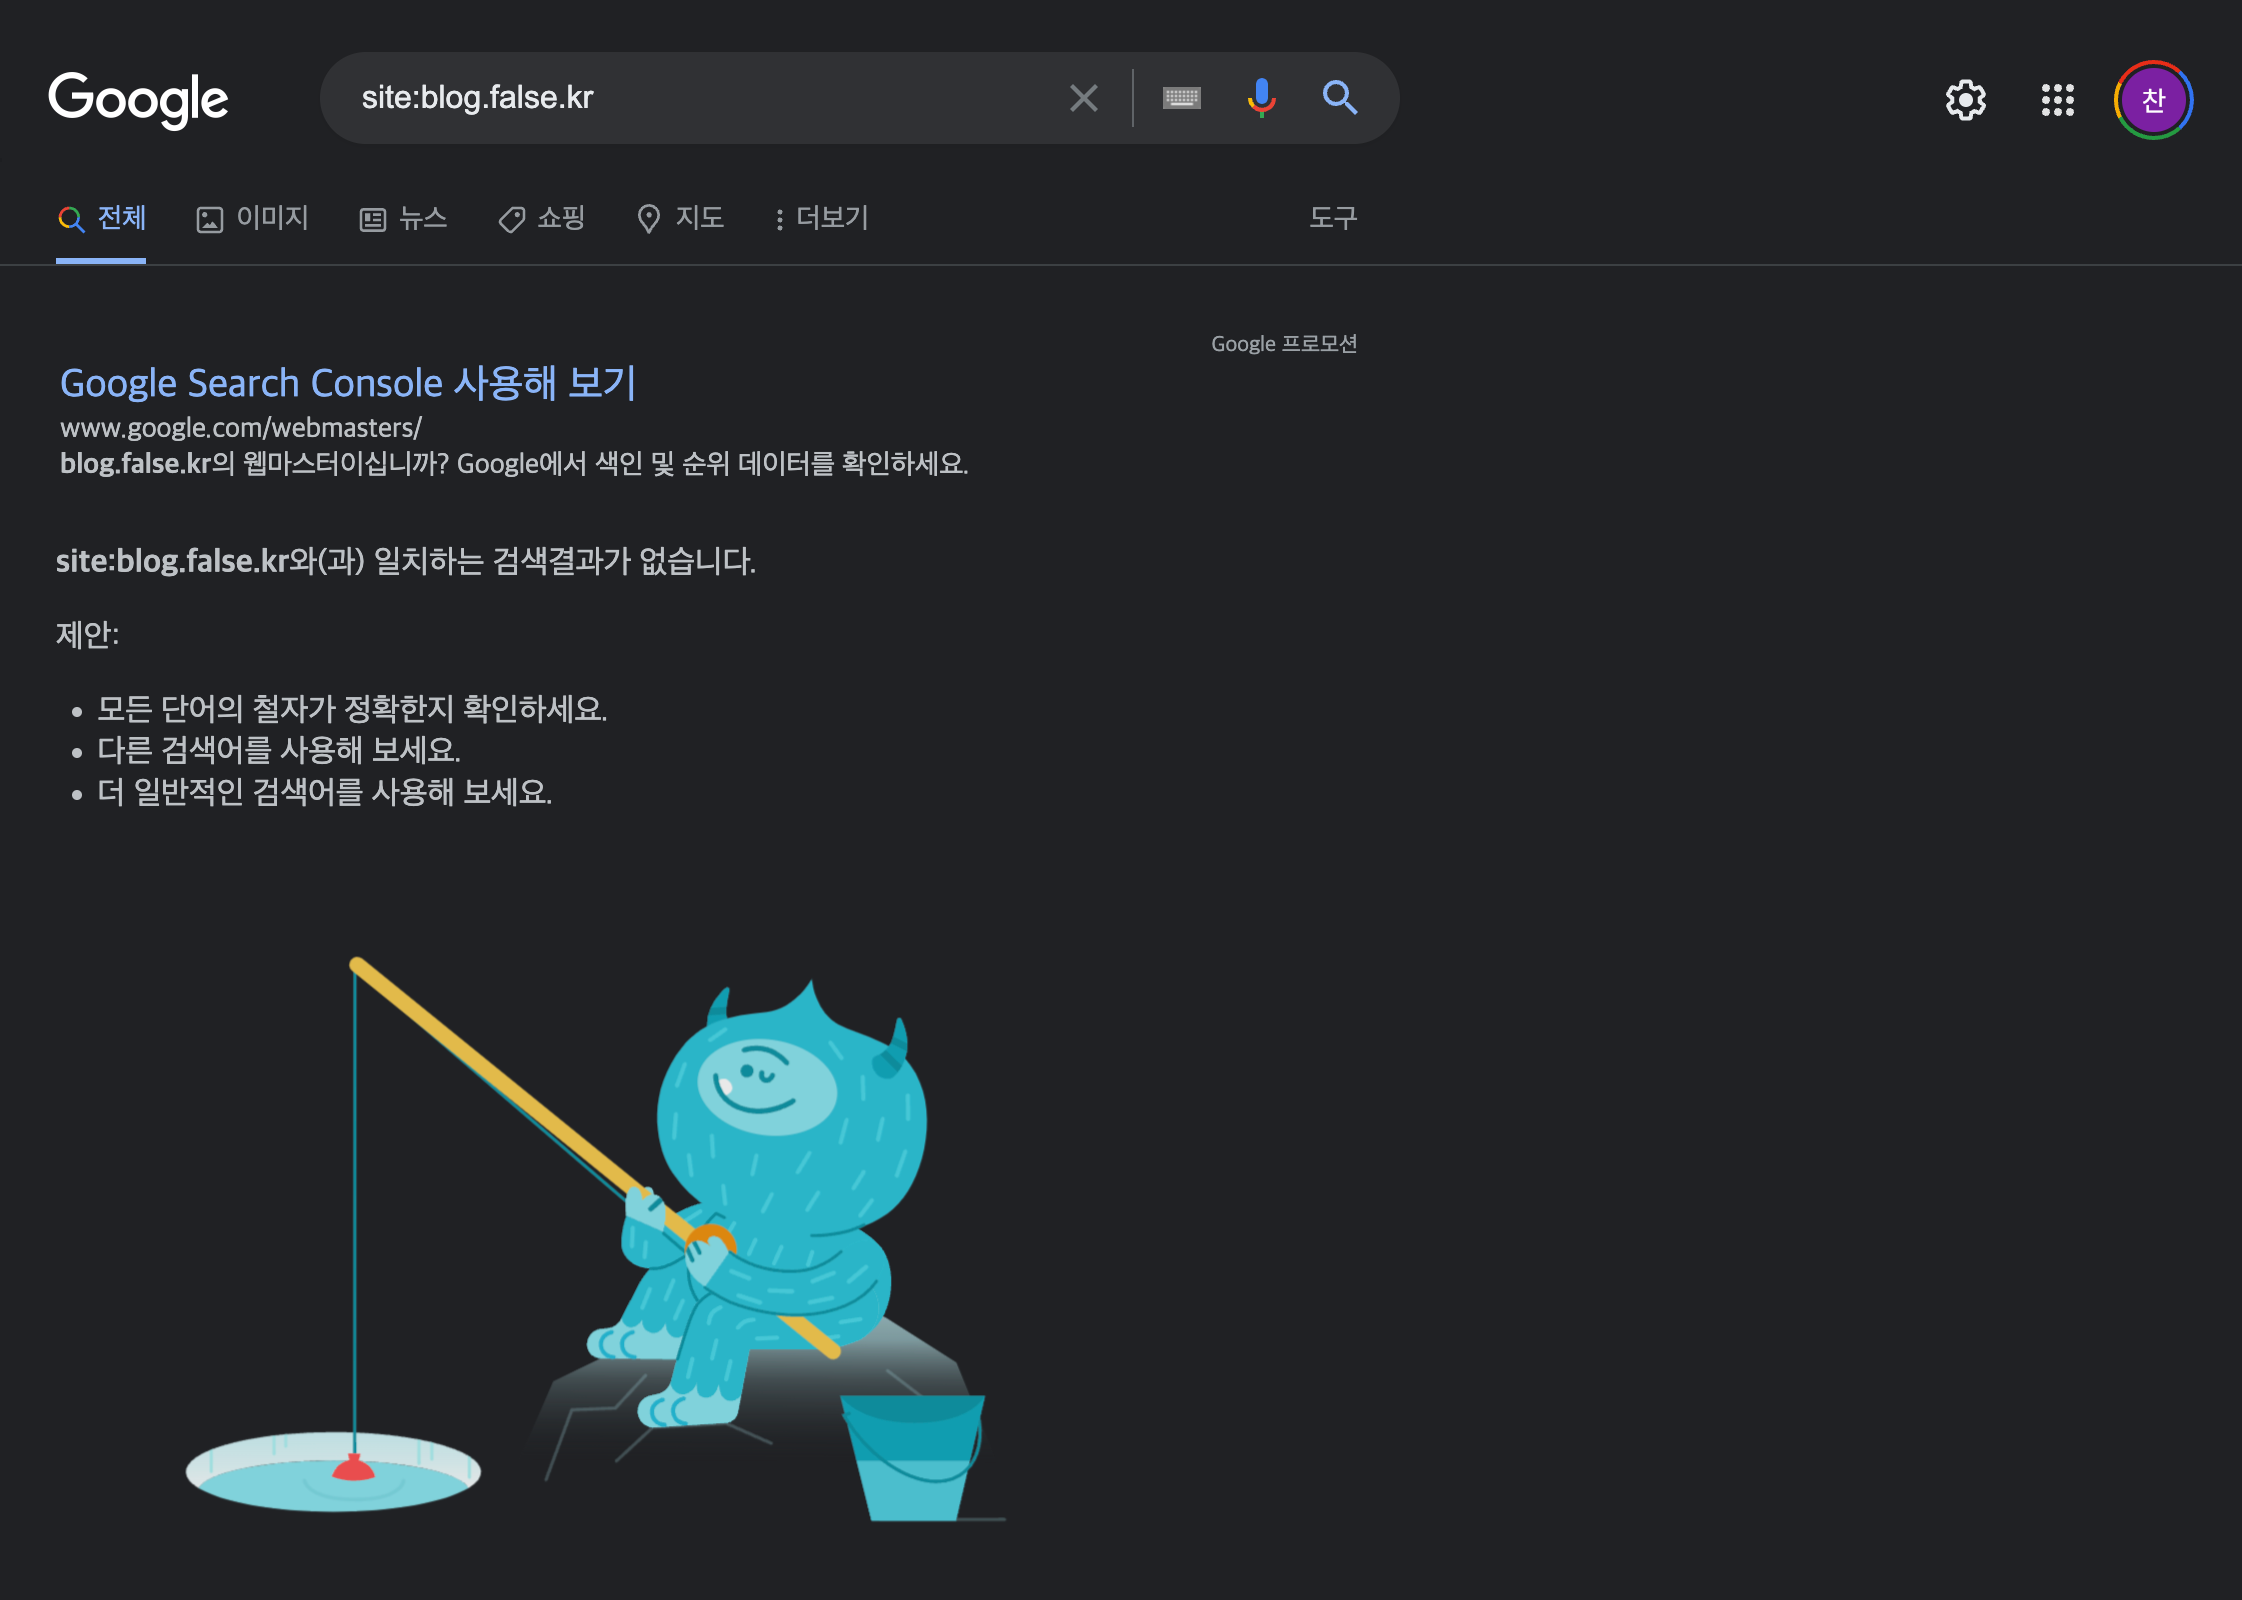 Google
site:blog.false.kr
찬
전체
이미지
뉴스
쇼핑
지도
더보기
도구
Google 프로모션
Google Search Console 사용해 보기
www.google.com/webmasters/
blog.false.kr의 웹마스터이십니까? Google에서 색인 및 순위 데이터를 확인하세요.
site:blog.false.kr와(과) 일치하는 검색결과가 없습니다.
제안:
모든 단어의 철자가 정확한지 확인하세요.
다른 검색어를 사용해 보세요.
더 일반적인 검색어를 사용해 보세요.